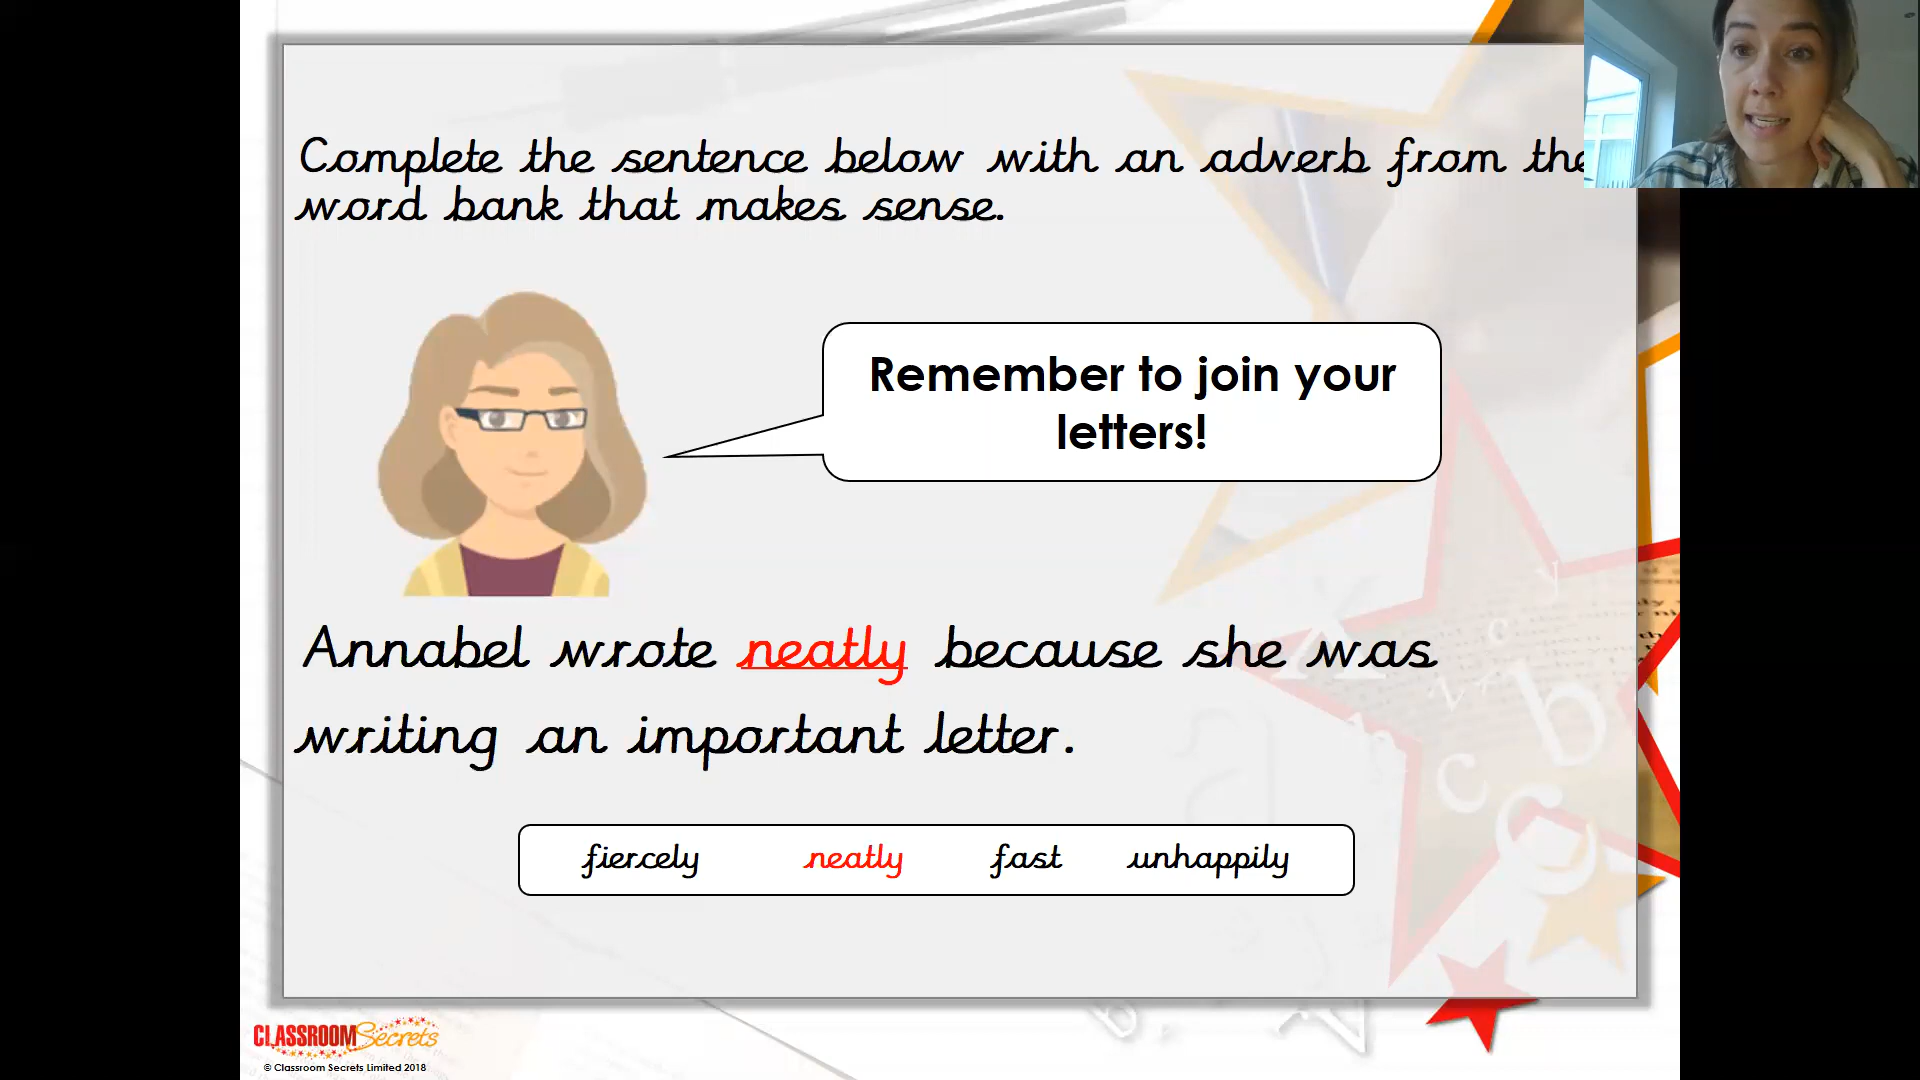 Complete the sentence below with an adverb from the
word bank that makes sense.
Remember to join your
letters!
Annabel wrote neatly because she was
writing an important letter.
fiercely neatly fast unhappily
CLASSROOM Secrets
© Classroom Secrets Limited 2018